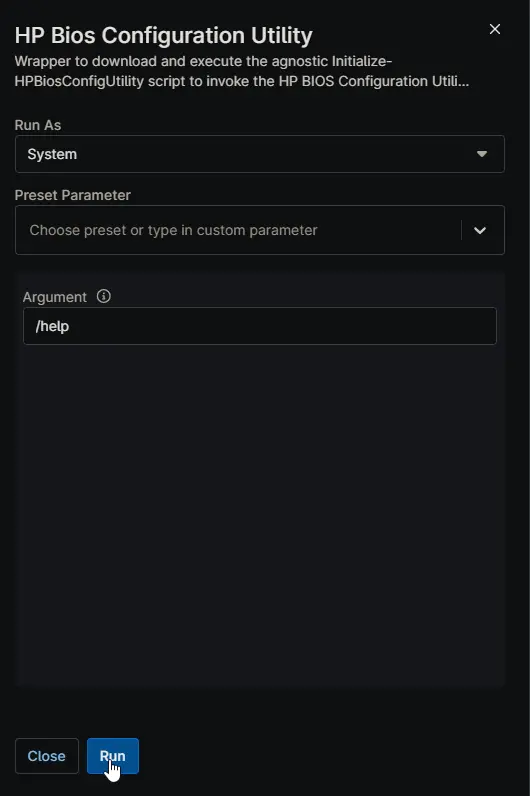 HP Bios Configuration Utility
Wrapper to download and execute the agnostic Initialize-
HPBiosConfigUtility script to invoke the HP BIOS Configuration Utili...
Run As
System
Preset Parameter
Choose preset or type in custom parameter
Argument
/help
Close
Run